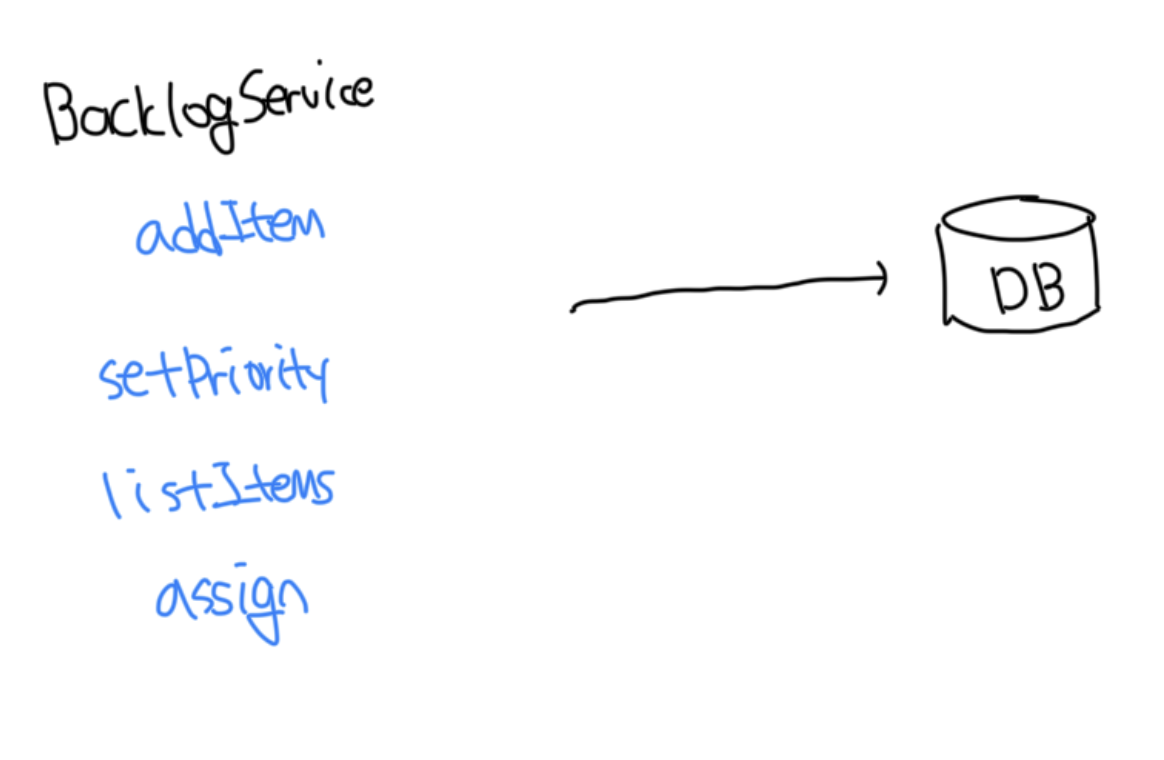 BacklogService
addItem
DB
setPriority
listItems
assign